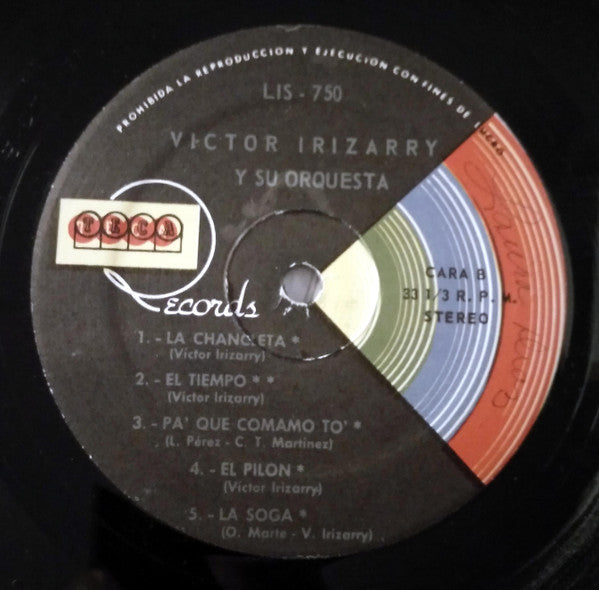 PROHIBIDA LA REPRODUCCION Y EJECUCION CON FINES DE LUCRO
LIS - 750
VICTOR IRIZARRY
Y SU ORQUESTA
TECA
Records
CARA B
33 1/3 R. P. M.
STEREO
1. - LA CHANCLETA *
(Victor Irizarry)
2. - EL TIEMPO * *
(Victor Irizarry)
3. - PA' QUE COMAMO TO' *
(L. Pérez - C. T. Martínez)
4. - EL PILON *
(Victor Irizarry)
5. - LA SOGA *
(O. Marte - V. Irizarry)